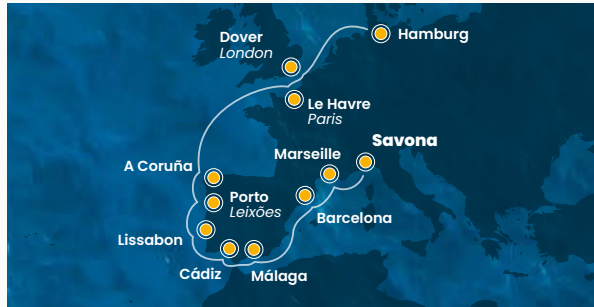 Dover
London
Hamburg
Le Havre
Paris
Savona
Marseille
A Coruña
Porto
Leixões
Barcelona
Lissabon
Cádiz
Málaga